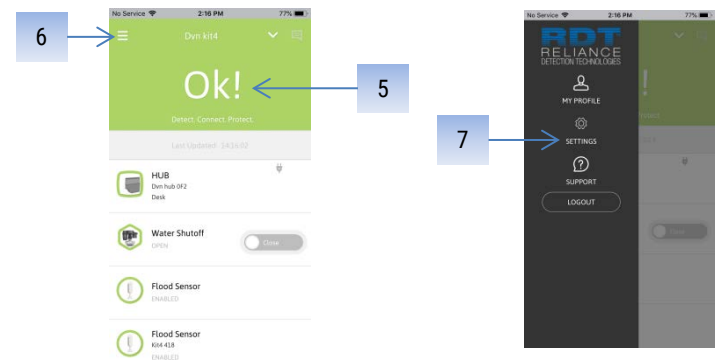 No Service 2:16 PM 77%
6
Dvn kit4
Ok!
5
Detect. Connect. Protect.
Last Updated- 14:16:02
HUB
Dvn hub 0F2
Desk
Water Shutoff
OPEN
Close
Flood Sensor
ENABLED
Flood Sensor
Kit4 418
ENABLED
No Service 2:16 PM 77%
RDT
RELIANCE
DETECTION TECHNOLOGIES
MY PROFILE
7
SETTINGS
SUPPORT
LOGOUT